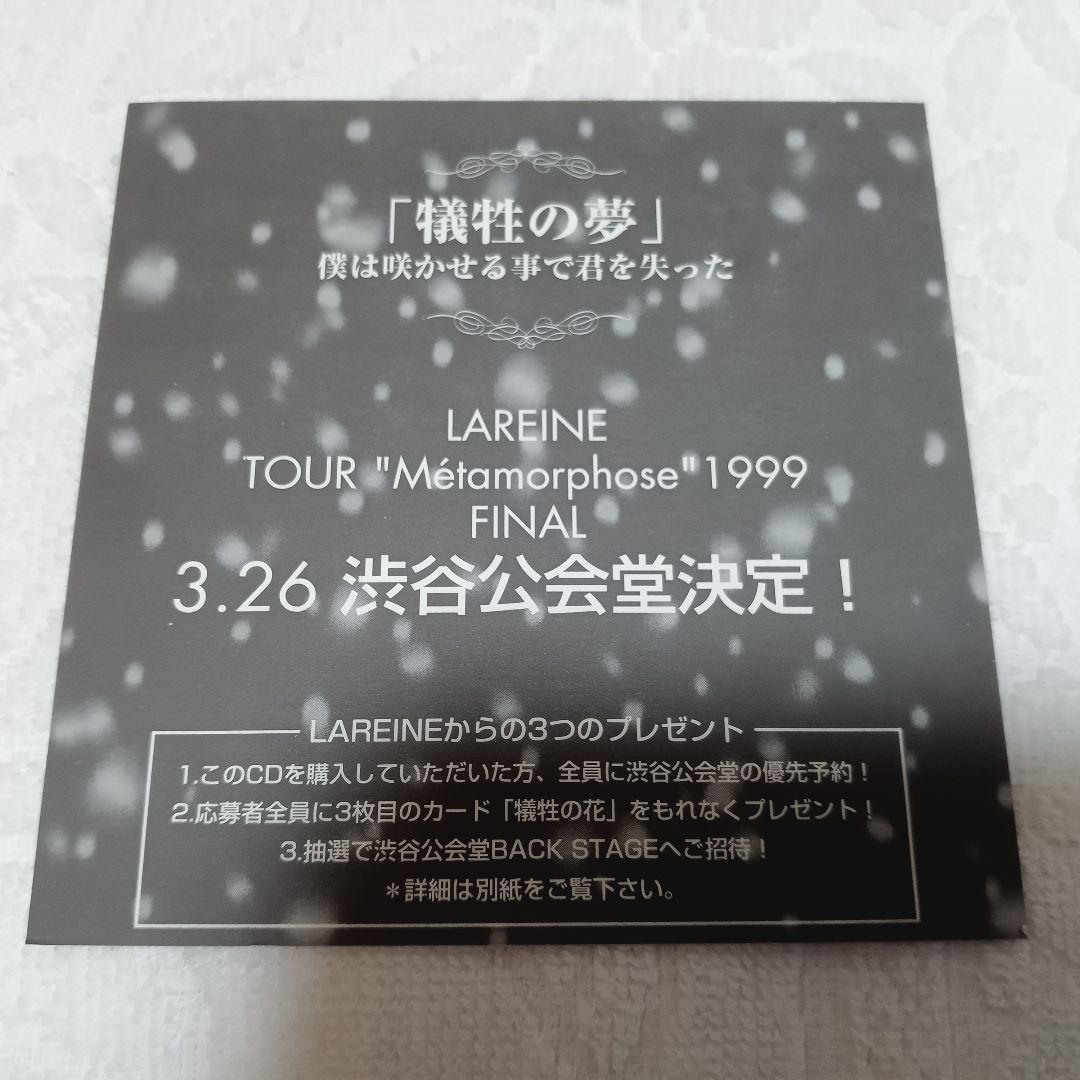 「犠牲の夢」
僕は咲かせる事で君を失った
LAREINE
TOUR "Métamorphose"1999
FINAL
3.26 渋谷公会堂決定！
LAREINEからの3つのプレゼント
1.このCDを購入していただいた方、全員に渋谷公会堂の優先予約！
2.応募者全員に3枚目のカード「犠牲の花」をもれなくプレゼント！
3.抽選で渋谷公会堂BACK STAGEへご招待！
＊詳細は別紙をご覧下さい。